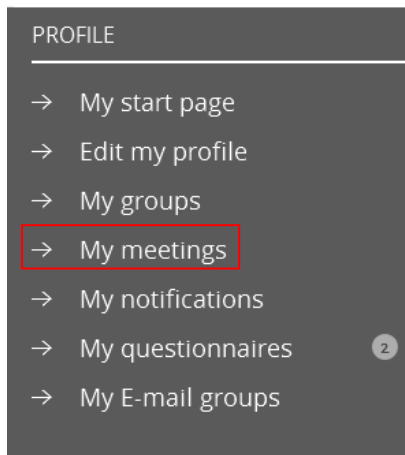 PROFILE
→ My start page
→ Edit my profile
→ My groups
→ My meetings
→ My notifications
→ My questionnaires 2
→ My E-mail groups